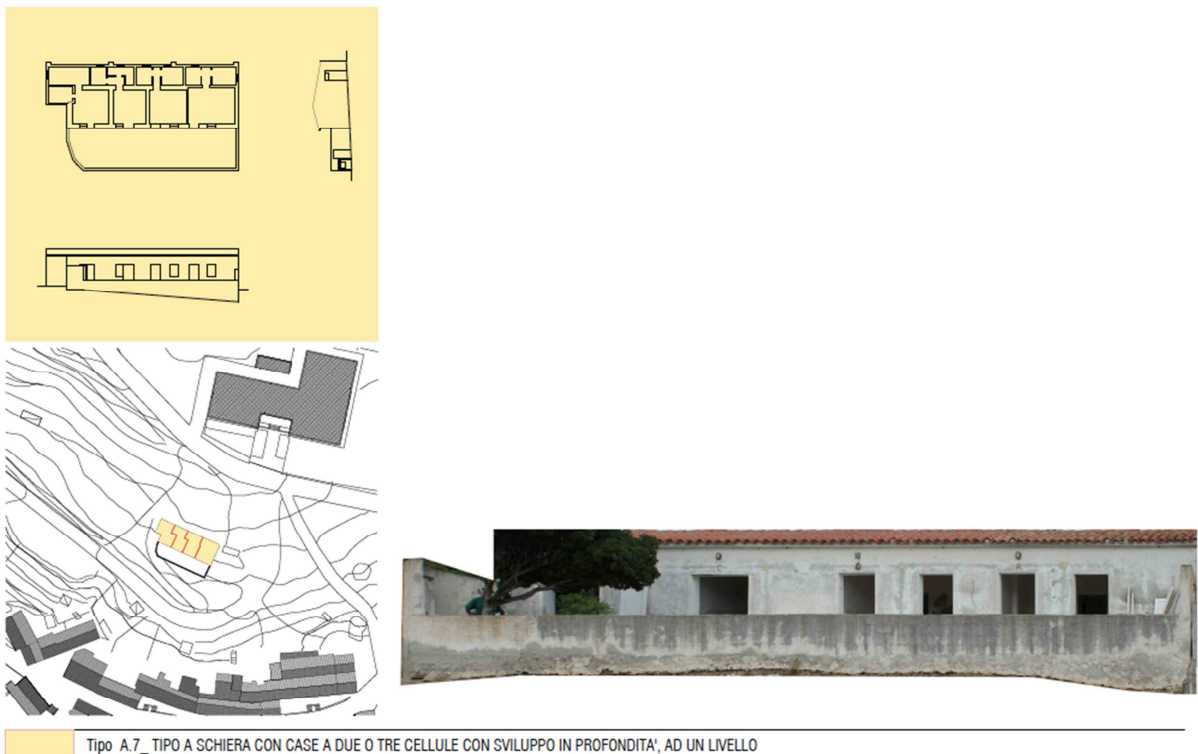 Tipo A.7_ TIPO A SCHIERA CON CASE A DUE O TRE CELLULE CON SVILUPPO IN PROFONDITA', AD UN LIVELLO